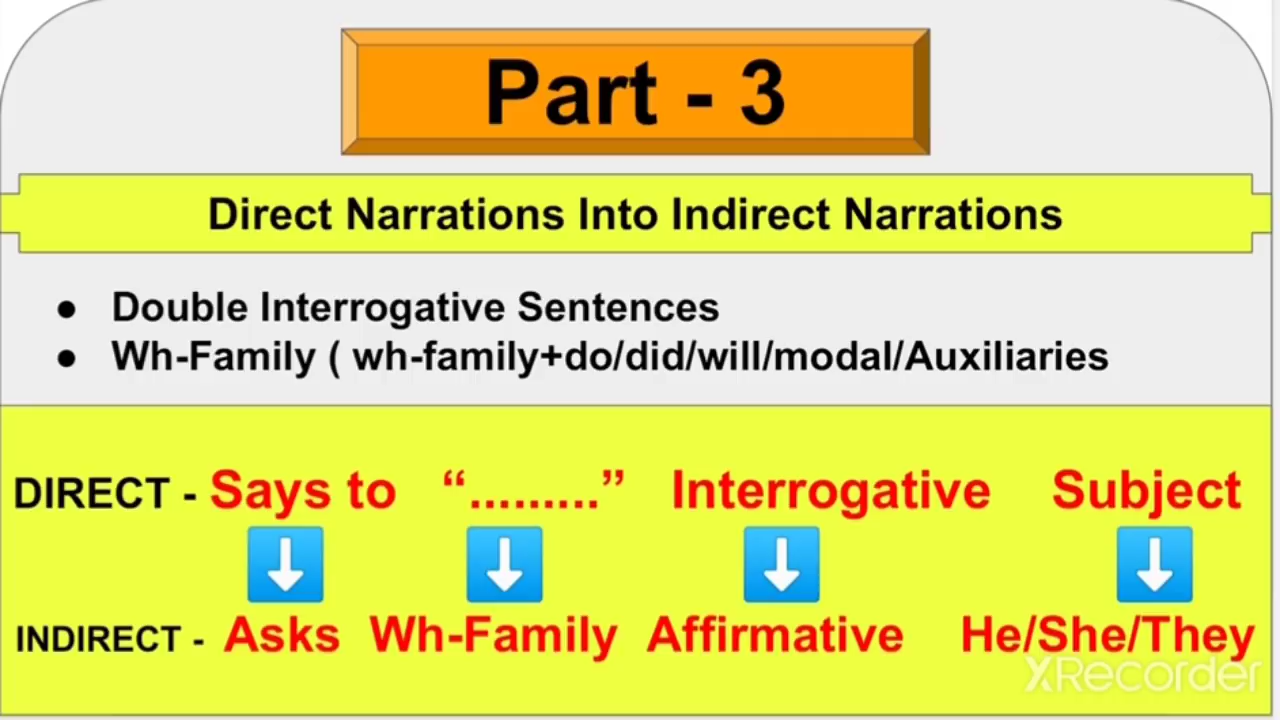 Part - 3
Direct Narrations Into Indirect Narrations
● Double Interrogative Sentences
● Wh-Family ( wh-family+do/did/will/modal/Auxiliaries
DIRECT - Says to “.........” Interrogative Subject
INDIRECT - Asks Wh-Family Affirmative He/She/They
XRecorder